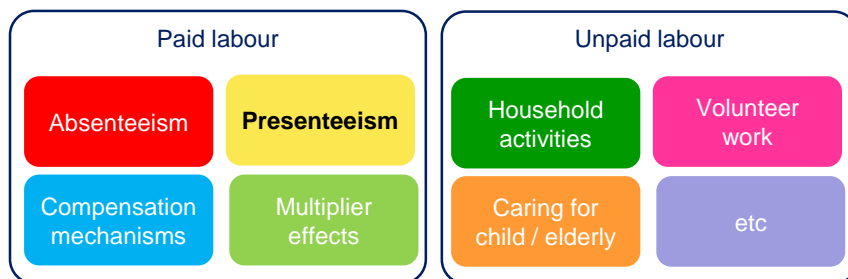 Paid labour
Absenteeism
Presenteeism
Compensation
mechanisms
Multiplier
effects
Unpaid labour
Household
activities
Volunteer
work
Caring for
child / elderly
etc